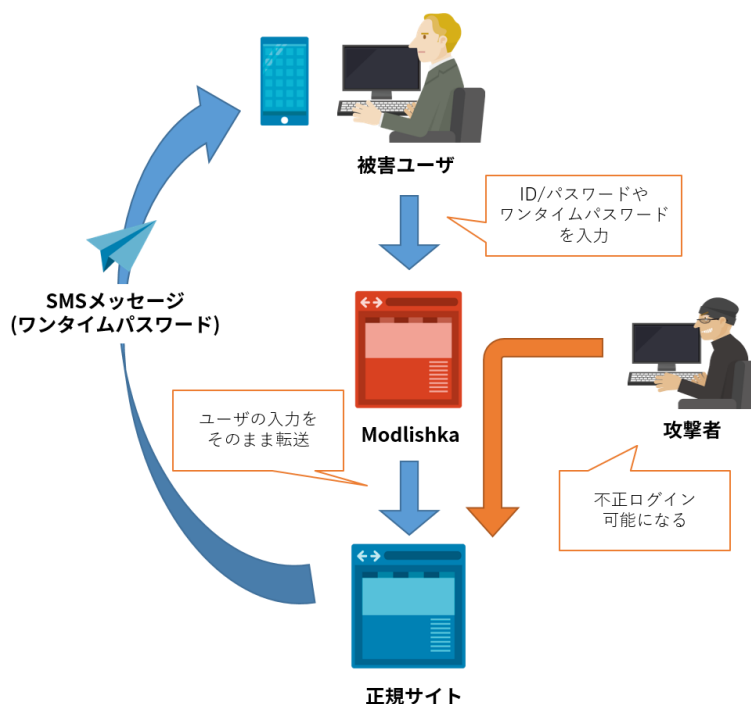 被害ユーザ
ID/パスワードや
ワンタイムパスワード
を入力
SMSメッセージ
(ワンタイムパスワード)
Modlishka
ユーザの入力を
そのまま転送
攻撃者
不正ログイン
可能になる
正規サイト